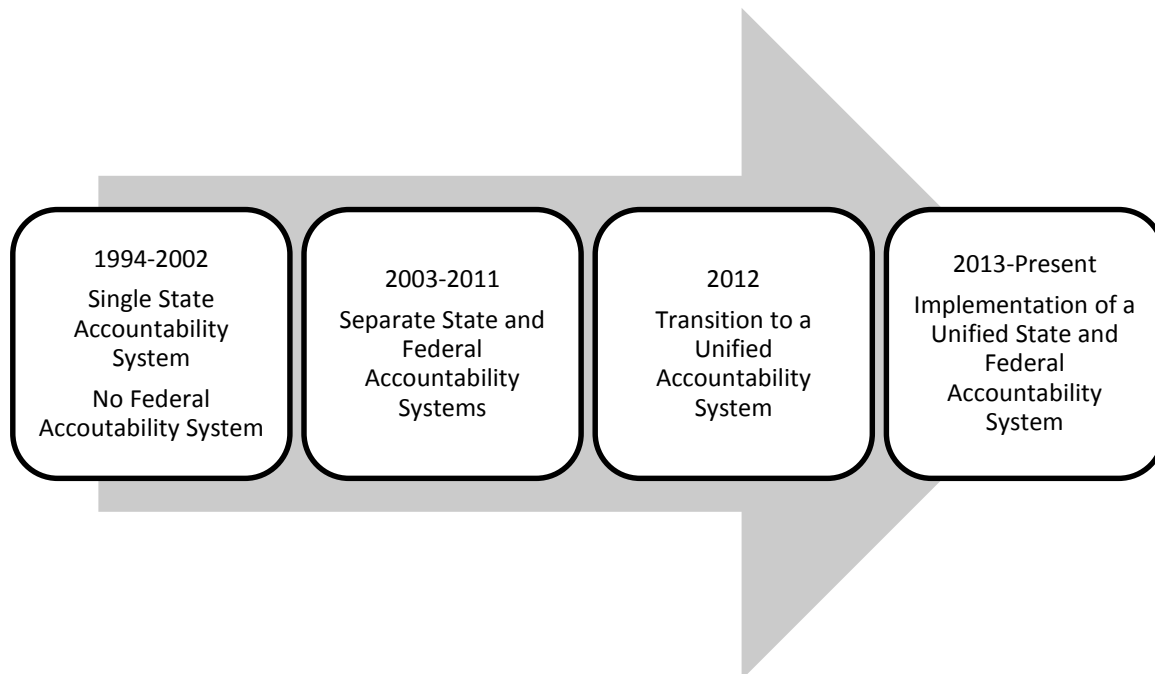 1994-2002
Single State
Accountability
System
No Federal
Accoutability System
2003-2011
Separate State and
Federal
Accountability
Systems
2012
Transition to a
Unified
Accountability
System
2013-Present
Implementation of a
Unified State and
Federal
Accountability
System